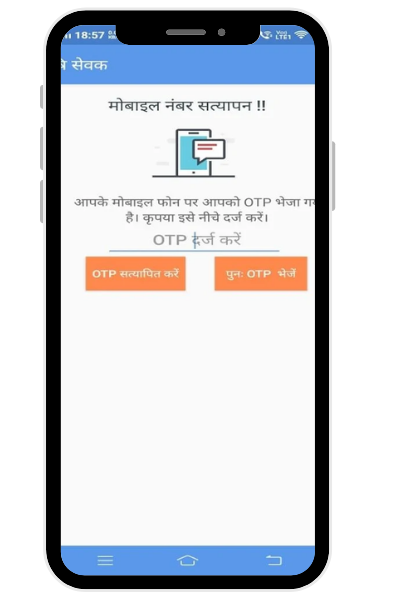 18:57
सेवक
मोबाइल नंबर सत्यापन !!
आपके मोबाइल फोन पर आपको OTP भेजा
है। कृपया इसे नीचे दर्ज करें।
OTP दर्ज करें
OTP सत्यापित करें
पुनः OTP भेजें